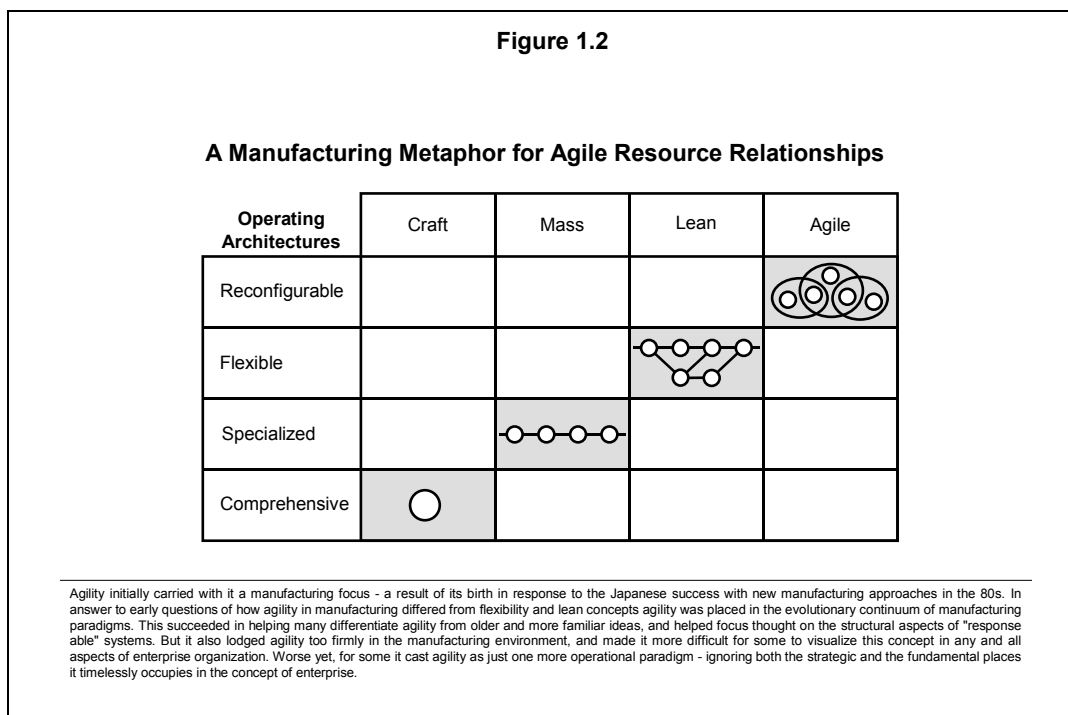 Figure 1.2
A Manufacturing Metaphor for Agile Resource Relationships
Operating
Architectures
Craft
Mass
Lean
Agile
Reconfigurable
Flexible
Specialized
Comprehensive
Agility initially carried with it a manufacturing focus - a result of its birth in response to the Japanese success with new manufacturing approaches in the 80s. In
answer to early questions of how agility in manufacturing differed from flexibility and lean concepts agility was placed in the evolutionary continuum of manufacturing
paradigms. This succeeded in helping many differentiate agility from older and more familiar ideas, and helped focus thought on the structural aspects of "response
able" systems. But it also lodged agility too firmly in the manufacturing environment, and made it more difficult for some to visualize this concept in any and all
aspects of enterprise organization. Worse yet, for some it cast agility as just one more operational paradigm - ignoring both the strategic and the fundamental places
it timelessly occupies in the concept of enterprise.